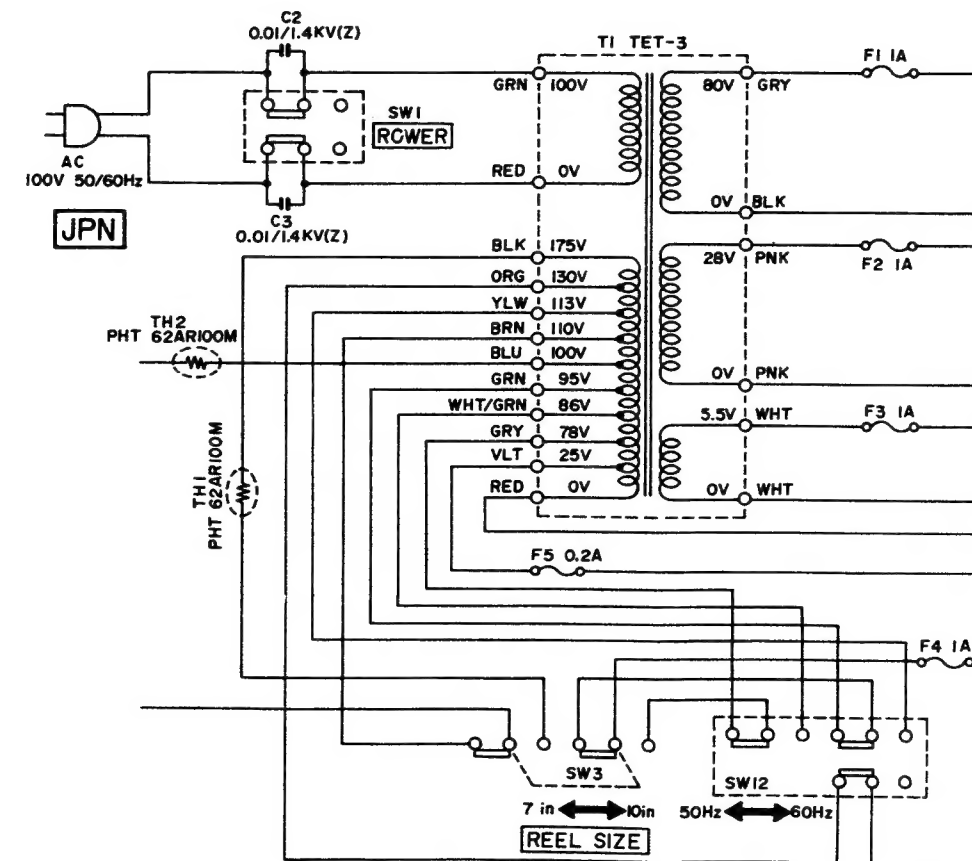 C2
0.01/1.4KV(Z)
T1 TET-3
F1 1A
GRN
100V
80V
GRY
SW1
ROWER
AC
100V 50/60Hz
RED
0V
0V
BLK
JPN
C3
0.01/1.4KV(Z)
BLK
175V
28V
PNK
F2 1A
ORG
130V
YLW
113V
TH2
PHT 62AR100M
BRN
110V
BLU
100V
GRN
95V
0V
PNK
WHT/GRN
86V
5.5V
WHT
F3 1A
GRY
78V
VLT
25V
RED
0V
0V
WHT
TH1
PHT 62AR100M
F5 0.2A
F4 1A
SW3
SW12
7 in
10in
50Hz
60Hz
REEL SIZE